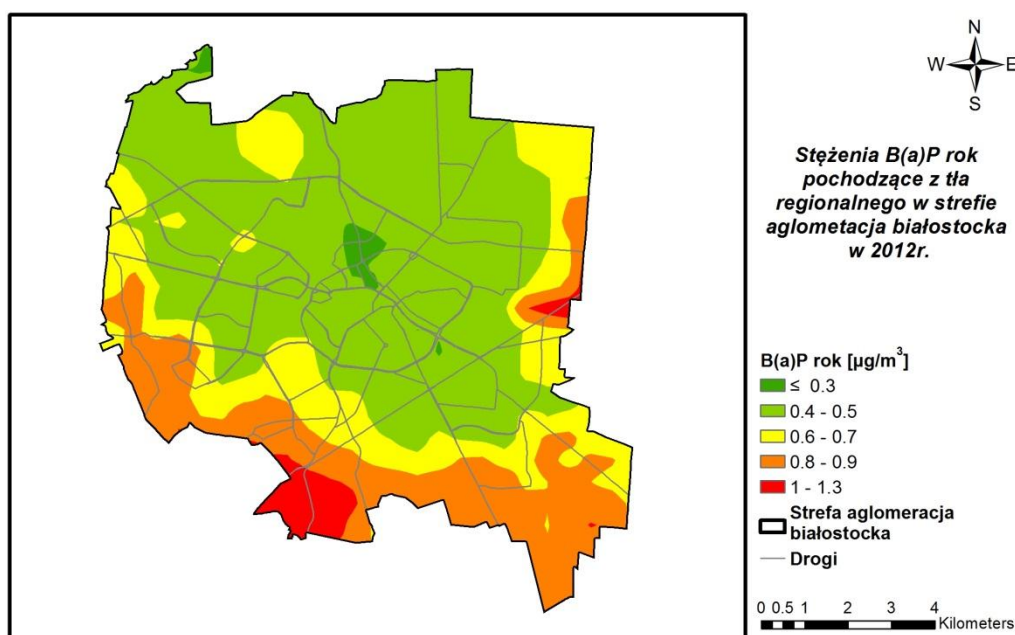 N
W E
S
Stężenia B(a)P rok
pochodzące z tła
regionalnego w strefie
aglometacja białostocka
w 2012r.
B(a)P rok [µg/m³]
≤ 0.3
0.4 - 0.5
0.6 - 0.7
0.8 - 0.9
1 - 1.3
Strefa aglomeracja
białostocka
Drogi
0 0.5 1 2 3 4
Kilometers